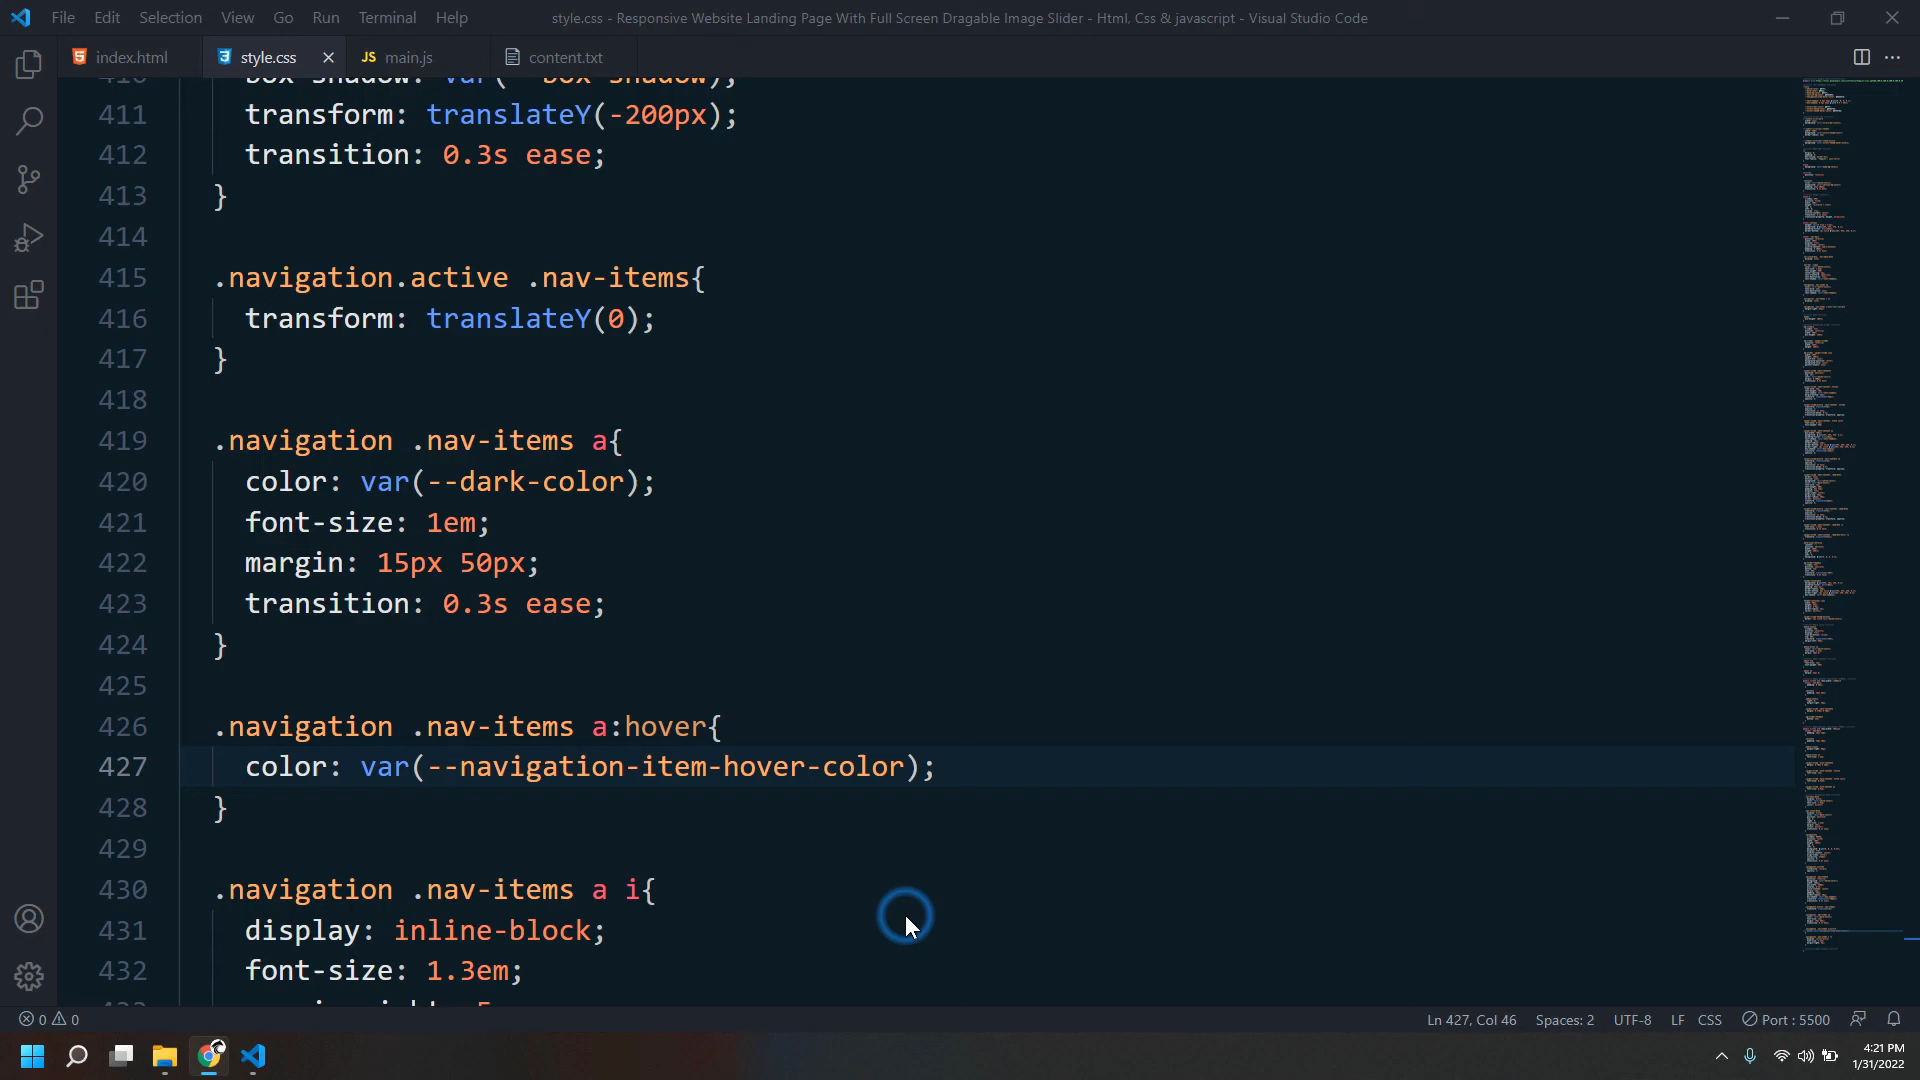 File Edit Selection View Go Run Terminal Help
style.css - Responsive Website Landing Page With Full Screen Dragable Image Slider - Html, Css & javascript - Visual Studio Code
index.html
style.css
JS main.js
content.txt
410 box-shadow: var(--box-shadow);
411 transform: translateY(-200px);
412 transition: 0.3s ease;
413 }
414
415 .navigation.active .nav-items{
416 transform: translateY(0);
417 }
418
419 .navigation .nav-items a{
420 color: var(--dark-color);
421 font-size: 1em;
422 margin: 15px 50px;
423 transition: 0.3s ease;
424 }
425
426 .navigation .nav-items a:hover{
427 color: var(--navigation-item-hover-color);
428 }
429
430 .navigation .nav-items a i{
431 display: inline-block;
432 font-size: 1.3em;
0 0
Ln 427, Col 46 Spaces: 2 UTF-8 LF CSS Port : 5500
4:21 PM
1/31/2022